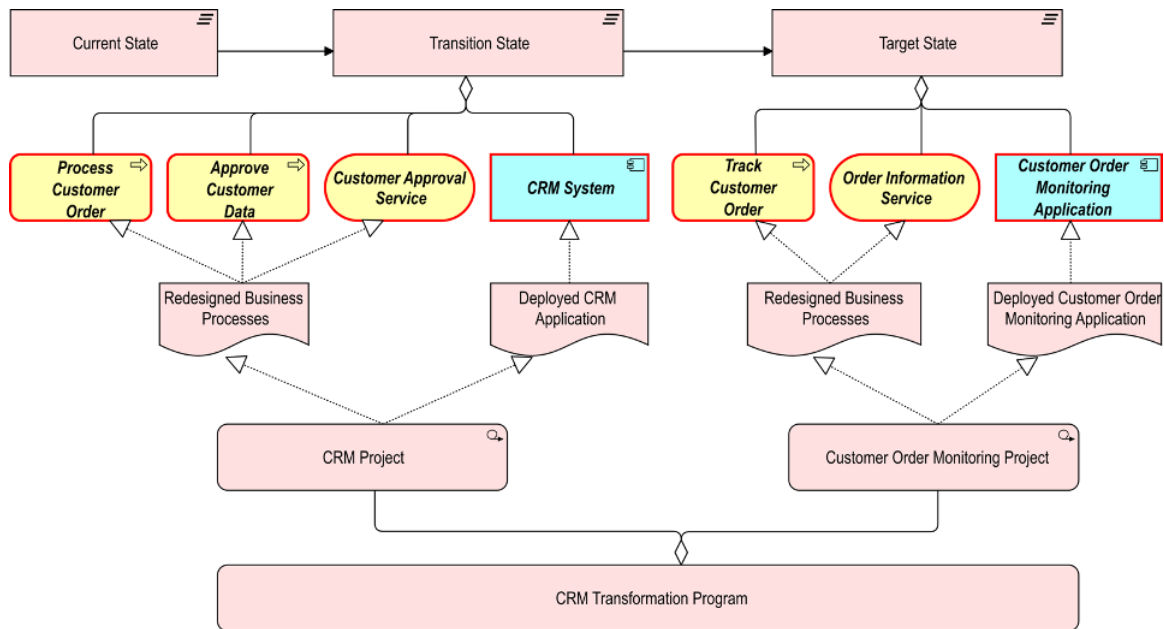 Current State
Transition State
Target State
Process
Customer
Order
Approve
Customer
Data
Customer Approval
Service
CRM System
Track
Customer
Order
Order Information
Service
Customer Order
Monitoring
Application
Redesigned Business
Processes
Deployed CRM
Application
Redesigned Business
Processes
Deployed Customer Order
Monitoring Application
CRM Project
Customer Order Monitoring Project
CRM Transformation Program